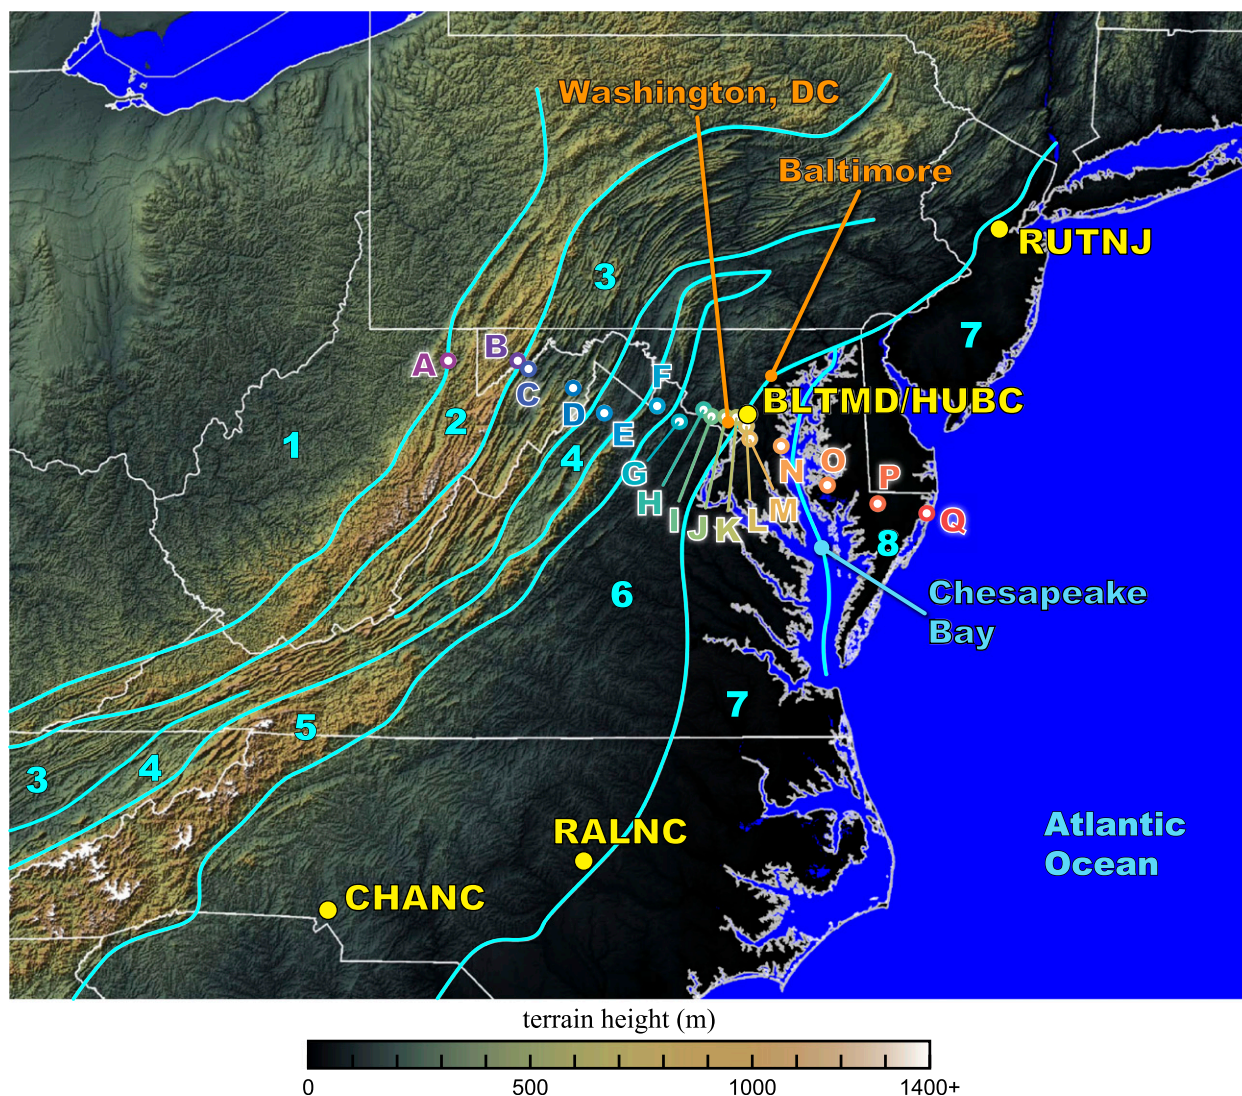 Washington, DC
Baltimore
RUTNJ
3
7
A
B
C
D
E
F
BLTMD/HUBC
1
2
4
G
H
I
J
K
L
M
N
O
P
Q
8
6
Chesapeake
Bay
7
5
3
4
RALNC
CHANC
Atlantic
Ocean
terrain height (m)
0
500
1000
1400+